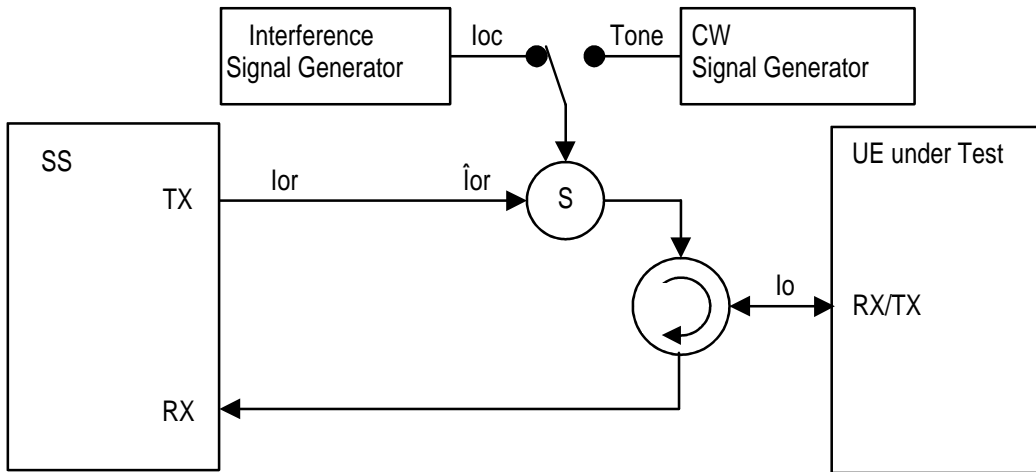 Interference
Signal Generator
Ioc
Tone
CW
Signal Generator
SS
TX
Ior
Îor
S
UE under Test
Io
RX/TX
RX